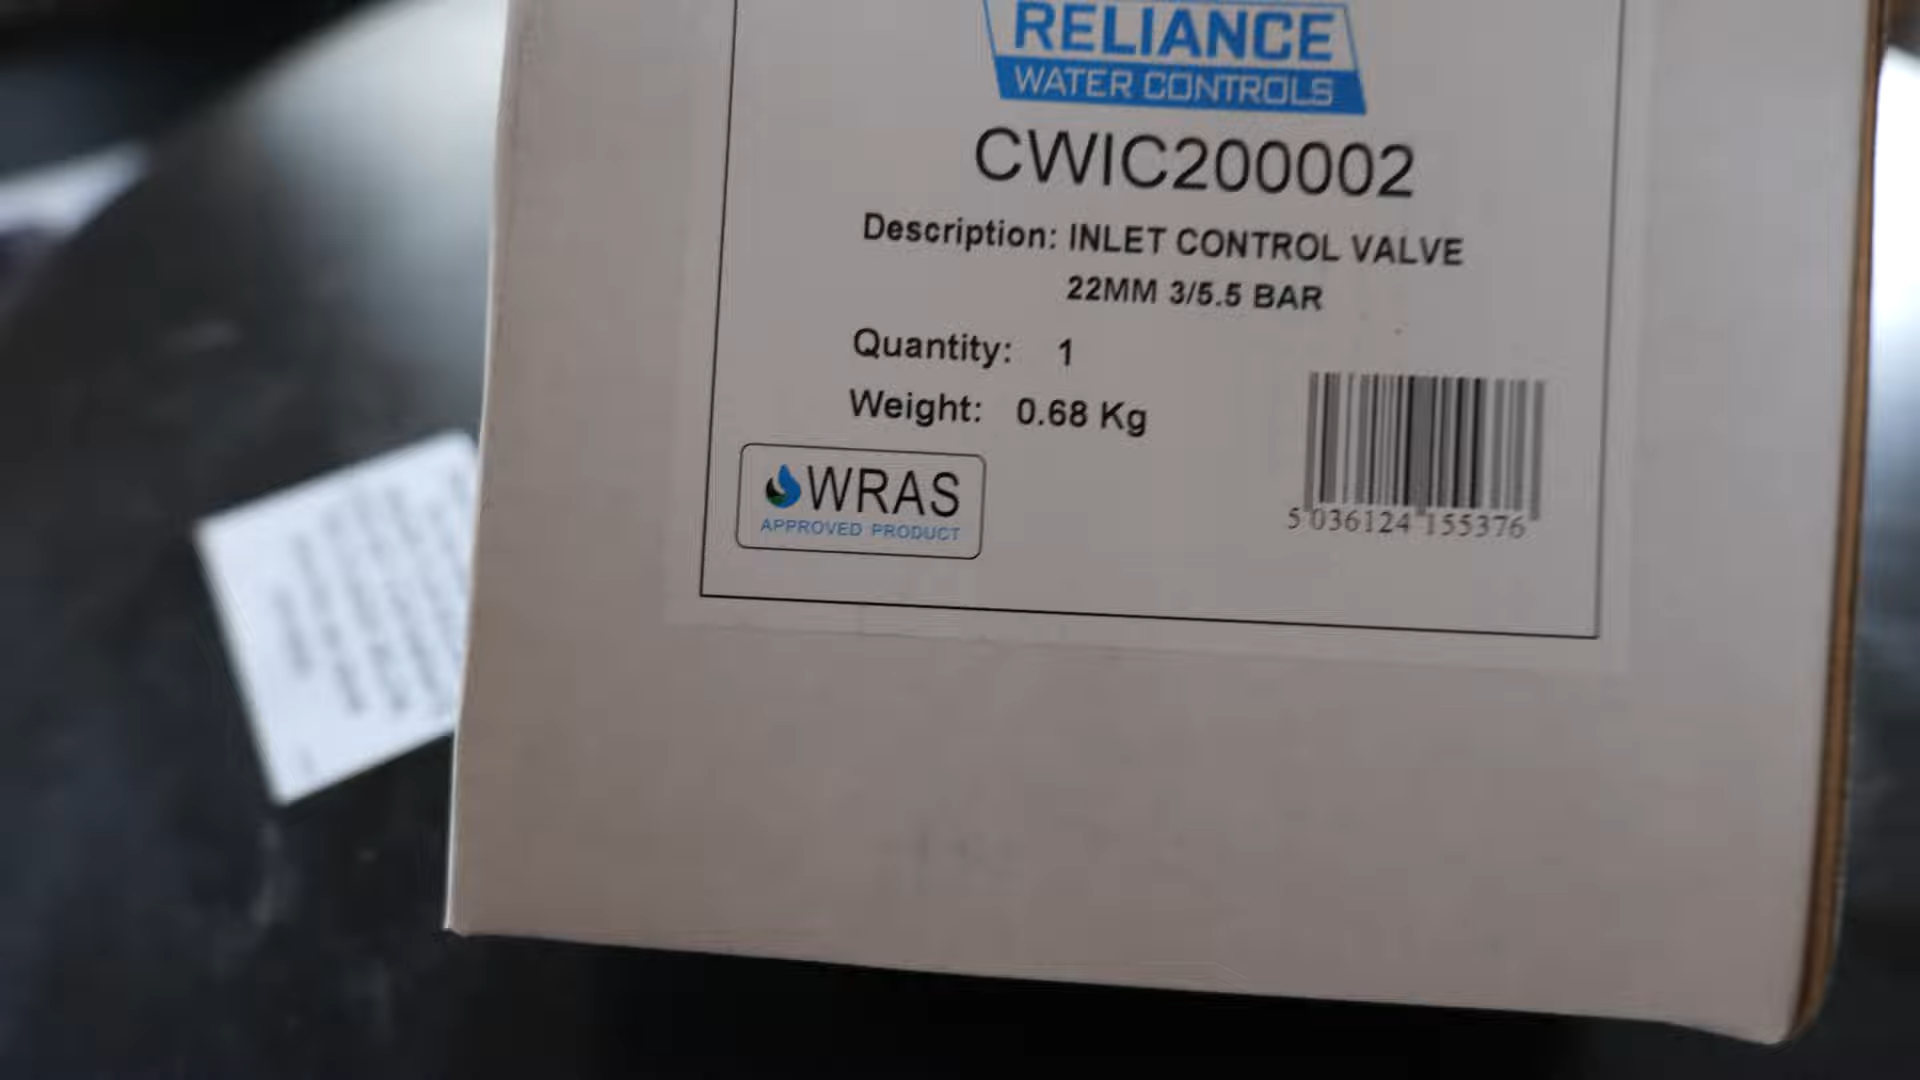 RELIANCE
WATER CONTROLS
CWIC200002
Description: INLET CONTROL VALVE
22MM 3/5.5 BAR
Quantity: 1
Weight: 0.68 Kg
WRAS
APPROVED PRODUCT
5 036124 155376